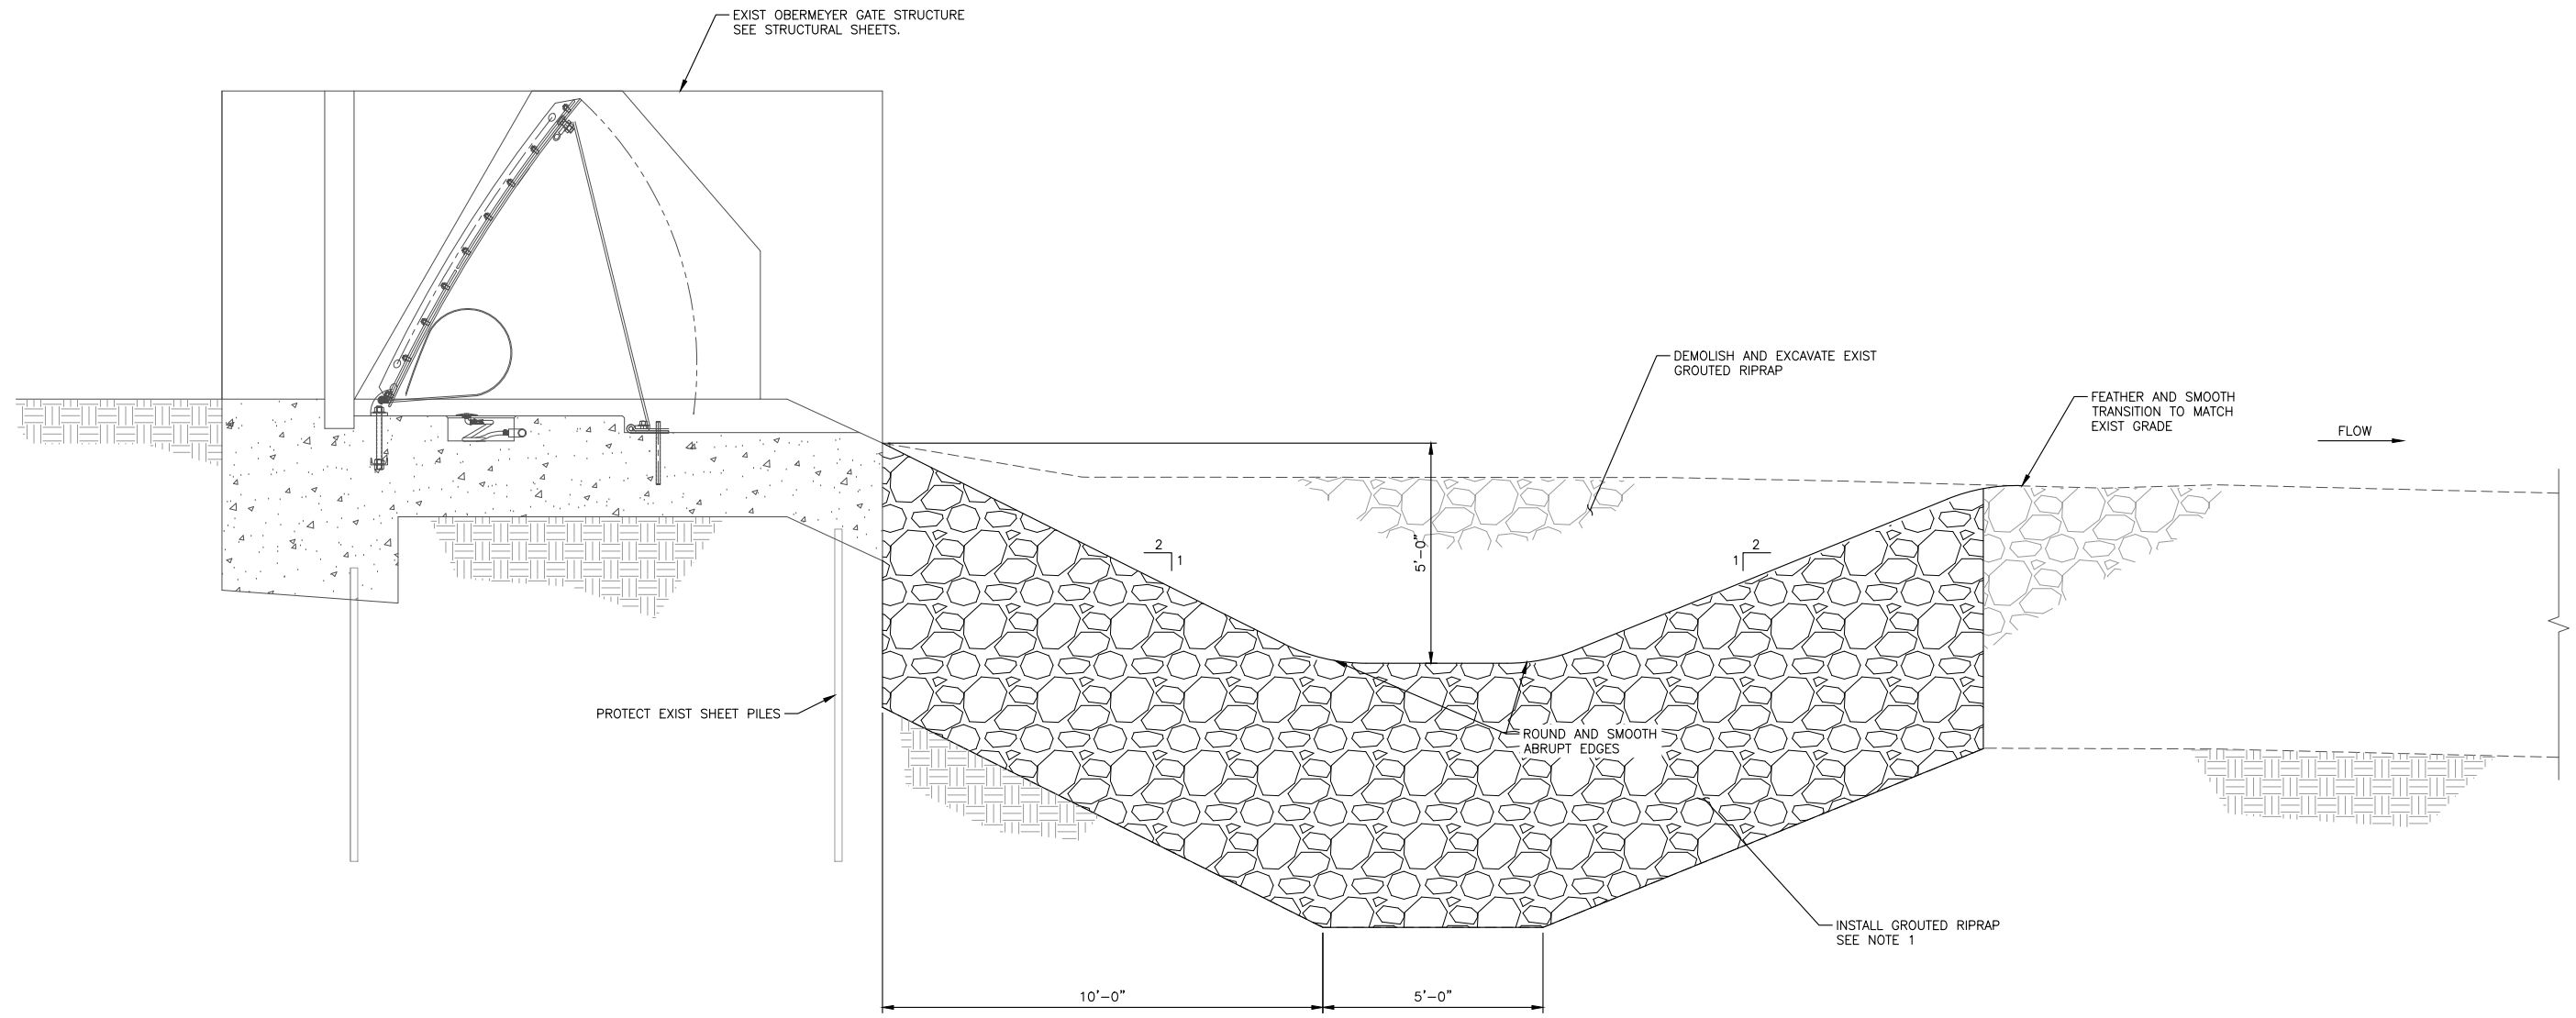 EXIST OBERMEYER GATE STRUCTURE
SEE STRUCTURAL SHEETS.
DEMOLISH AND EXCAVATE EXIST
GROUTED RIPRAP
FEATHER AND SMOOTH
TRANSITION TO MATCH
EXIST GRADE
FLOW
2
1
5'-0"
2
1
PROTECT EXIST SHEET PILES
ROUND AND SMOOTH
ABRUPT EDGES
INSTALL GROUTED RIPRAP
SEE NOTE 1
10'-0"
5'-0"